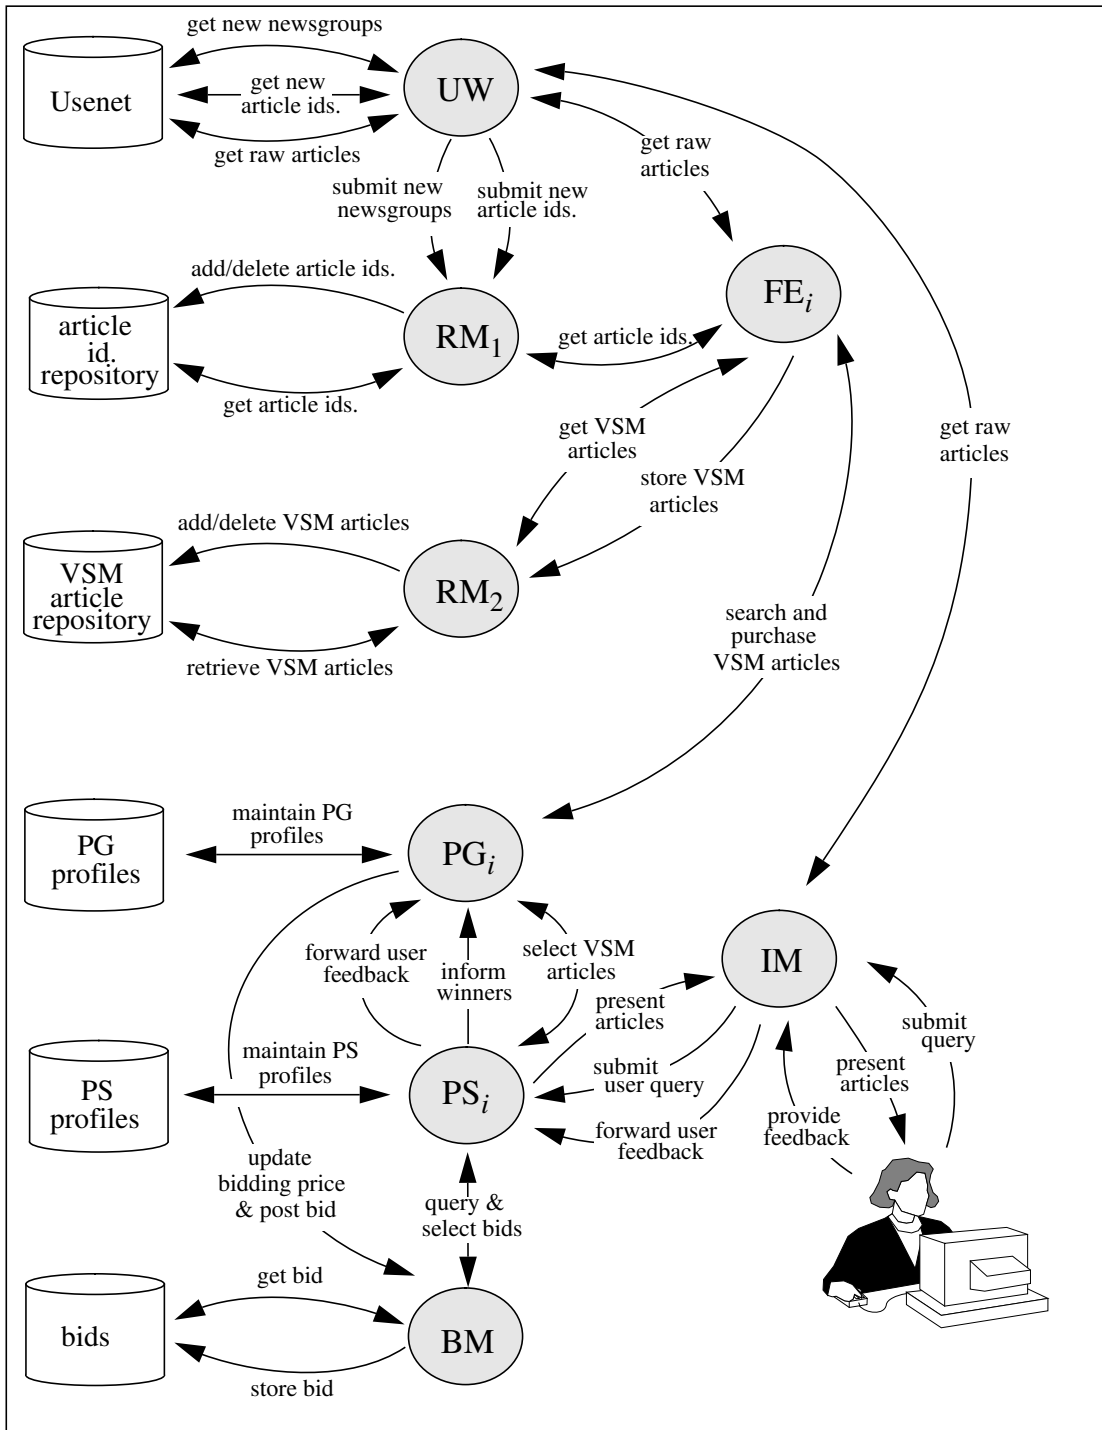 get new newsgroups
Usenet
get new
article ids.
UW
get raw articles
get raw
articles
submit new
newsgroups
submit new
article ids.
add/delete article ids.
FEi
article
id.
repository
RM1
get article ids.
get article ids.
get VSM
articles
get raw
articles
store VSM
articles
add/delete VSM articles
VSM
article
repository
RM2
search and
purchase
VSM articles
retrieve VSM articles
maintain PG
profiles
PG
profiles
PGi
forward user
feedback
inform
winners
select VSM
articles
IM
present
articles
submit
query
maintain PS
profiles
submit
user query
present
articles
PS
profiles
PSi
provide
feedback
forward user
feedback
update
bidding price
& post bid
query &
select bids
get bid
bids
BM
store bid